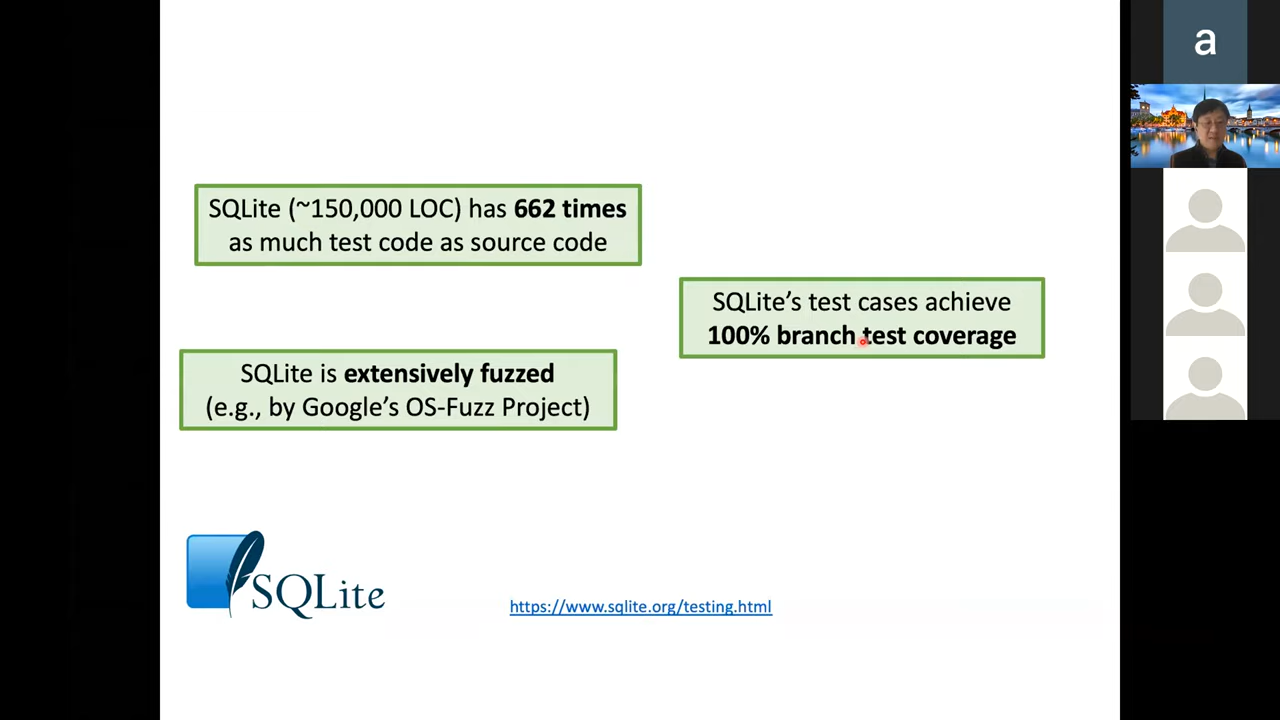 a
SQLite (~150,000 LOC) has 662 times
as much test code as source code
SQLite's test cases achieve
100% branch test coverage
SQLite is extensively fuzzed
(e.g., by Google's OS-Fuzz Project)
SQLite
https://www.sqlite.org/testing.html